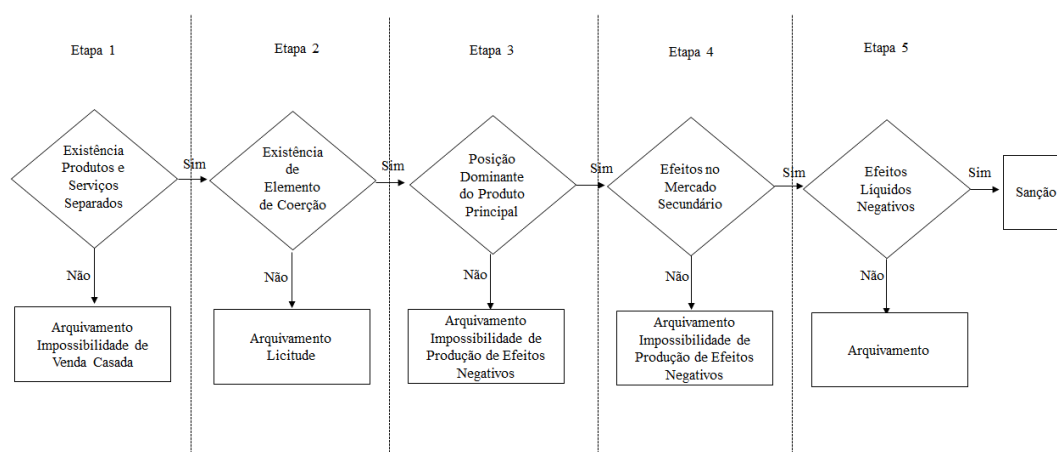 Etapa 1
Etapa 2
Etapa 3
Etapa 4
Etapa 5
Existência
Produtos e
Serviços
Separados
Sim
Existência
de
Elemento
de Coerção
Sim
Posição
Dominante
do Produto
Principal
Sim
Efeitos no
Mercado
Secundário
Sim
Efeitos
Líquidos
Negativos
Sim
Sanção
Não
Não
Não
Não
Não
Arquivamento
Impossibilidade de
Venda Casada
Arquivamento
Licitude
Arquivamento
Impossibilidade de
Produção de Efeitos
Negativos
Arquivamento
Impossibilidade de
Produção de Efeitos
Negativos
Arquivamento